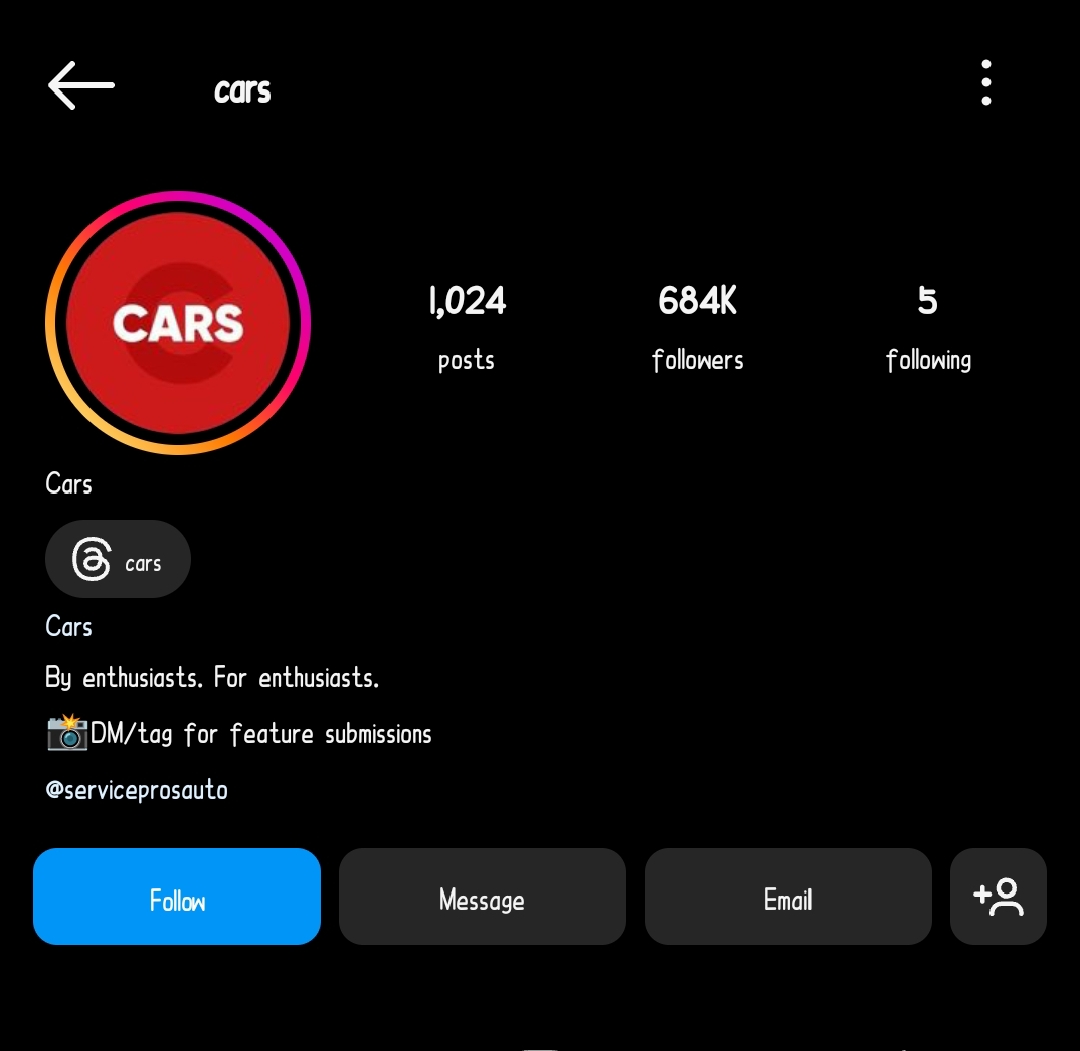 cars
CARS
1,024
684K
5
posts
followers
following
Cars
cars
Cars
By enthusiasts. For enthusiasts.
📸DM/tag for feature submissions
@serviceprosauto
Follow
Message
Email